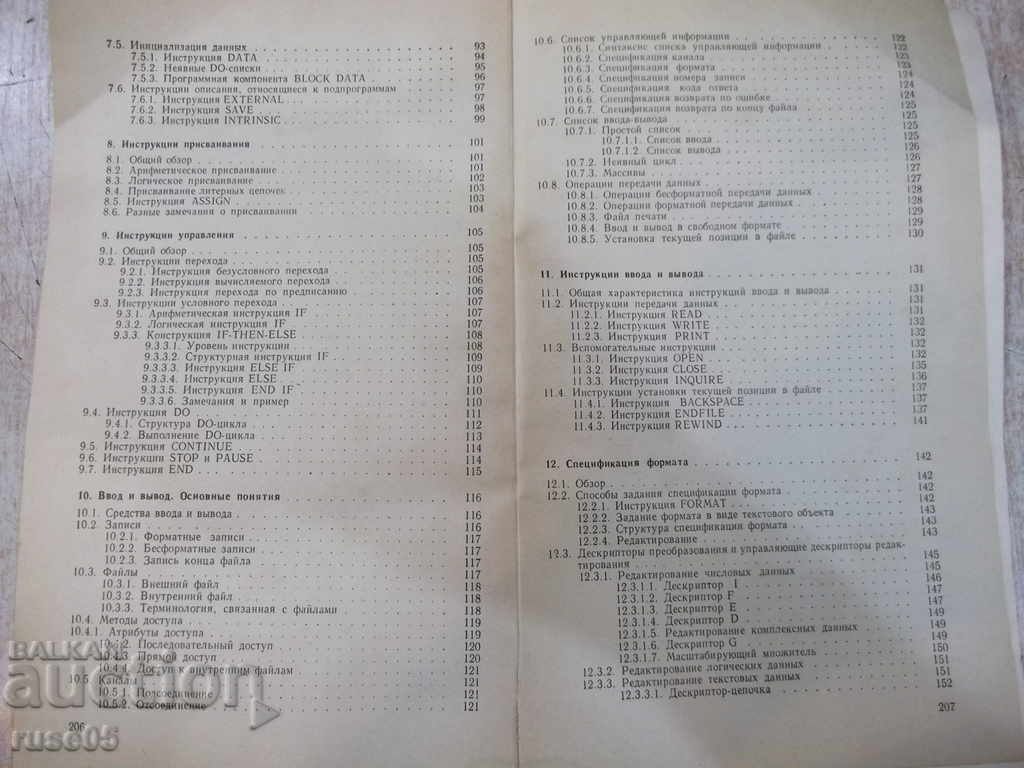 7.5. Инициализация данных 93
7.5.1. Инструкция DATA 94
7.5.2. Неявные DO-списки 95
7.5.3. Программная компонента BLOCK DATA 96
7.6. Инструкции описания, относящиеся к подпрограммам 97
7.6.1. Инструкция EXTERNAL 97
7.6.2. Инструкция SAVE 98
7.6.3. Инструкция INTRINSIC 99
8. Инструкции присваивания 101
8.1. Общий обзор 101
8.2. Арифметическое присваивание 101
8.3. Логическое присваивание 102
8.4. Присваивание литерных цепочек 103
8.5. Инструкция ASSIGN 103
8.6. Разные замечания о присваивании 104
9. Инструкции управления 105
9.1. Общий обзор 105
9.2. Инструкции перехода 105
9.2.1. Инструкция безусловного перехода 105
9.2.2. Инструкция вычисляемого перехода 106
9.2.3. Инструкция перехода по предписанию 106
9.3. Инструкции условного перехода 107
9.3.1. Арифметическая инструкция IF 107
9.3.2. Логическая инструкция IF 107
9.3.3. Конструкция IF-THEN-ELSE 108
9.3.3.1. Уровень инструкции 108
9.3.3.2. Структурная инструкция IF 109
9.3.3.3. Инструкция ELSE IF 109
9.3.3.4. Инструкция ELSE 110
9.3.3.5. Инструкция END IF 110
9.3.3.6. Замечания и пример 110
9.4. Инструкция DO 111
9.4.1. Структура DO-цикла 112
9.4.2. Выполнение DO-цикла 113
9.5. Инструкция CONTINUE 114
9.6. Инструкции STOP и PAUSE 114
9.7. Инструкция END 115
10. Ввод и вывод. Основные понятия 116
10.1. Средства ввода и вывода 116
10.2. Записи 116
10.2.1. Форматные записи 117
10.2.2. Бесформатные записи 117
10.2.3. Запись конца файла 117
10.3. Файлы 117
10.3.1. Внешний файл 118
10.3.2. Внутренний файл 118
10.3.3. Терминология, связанная с файлами 118
10.4. Методы доступа 119
10.4.1. Атрибуты доступа 119
10.4.2. Последовательный доступ 120
10.4.3. Прямой доступ 120
10.4.4. Доступ к внутренним файлам 121
10.5. Каналы 121
10.5.1. Подсоединение 121
10.5.2. Отсоединение 121
206
10.6. Список управляющей информации 122
10.6.1. Синтаксис списка управляющей информации 122
10.6.2. Спецификация канала 123
10.6.3. Спецификация формата 123
10.6.4. Спецификация номера записи 124
10.6.5. Спецификация кода ответа 124
10.6.6. Спецификация возврата по ошибке 124
10.6.7. Спецификация возврата по концу файла 125
10.7. Список ввода-вывода 125
10.7.1. Простой список 125
10.7.1.1. Список ввода 125
10.7.1.2. Список вывода 126
10.7.2. Неявный цикл 126
10.7.3. Массивы 127
10.8. Операции передачи данных 127
10.8.1. Операции бесформатной передачи данных 128
10.8.2. Операции форматной передачи данных 128
10.8.3. Файл печати 129
10.8.4. Ввод и вывод в свободном формате 129
10.8.5. Установка текущей позиции в файле 130
11. Инструкции ввода и вывода 131
11.1. Общая характеристика инструкций ввода и вывода 131
11.2. Инструкции передачи данных 131
11.2.1. Инструкция READ 131
11.2.2. Инструкция WRITE 132
11.2.3. Инструкция PRINT 132
11.3. Вспомогательные инструкции 132
11.3.1. Инструкция OPEN 132
11.3.2. Инструкция CLOSE 135
11.3.3. Инструкция INQUIRE 136
11.4. Инструкции установки текущей позиции в файле 137
11.4.1. Инструкция BACKSPACE 137
11.4.2. Инструкция ENDFILE 137
11.4.3. Инструкция REWIND 141
12. Спецификация формата 142
12.1. Обзор 142
12.2. Способы задания спецификации формата 142
12.2.1. Инструкция FORMAT 142
12.2.2. Задание формата в виде текстового объекта 143
12.2.3. Структура спецификации формата 143
12.2.4. Редактирование 143
12.3. Дескрипторы преобразования и управляющие дескрипторы редак-
тирования 145
12.3.1. Редактирование числовых данных 145
12.3.1.1. Дескриптор I 146
12.3.1.2. Дескриптор F 147
12.3.1.3. Дескриптор E 147
12.3.1.4. Дескриптор D 149
12.3.1.5. Редактирование комплексных данных 149
12.3.1.6. Дескриптор G 149
12.3.1.7. Масштабирующий множитель 150
12.3.2. Редактирование логических данных 151
12.3.3. Редактирование текстовых данных 151
12.3.3.1. Дескриптор-цепочка 152
207
BALKAN
auction
ruse05